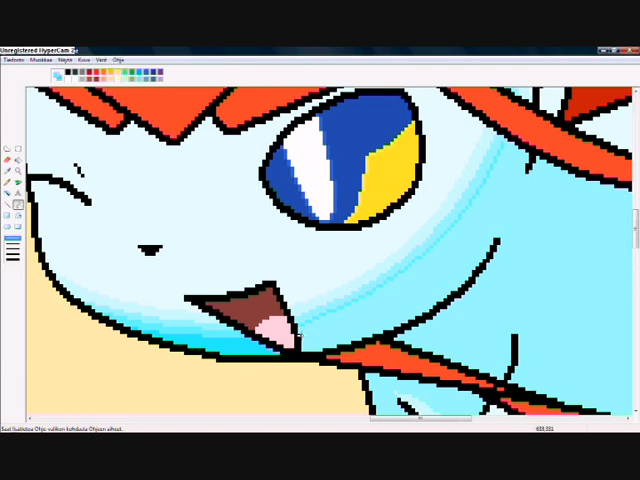 Unregistered HyperCam 2
Tiedosto Muokkaa Näytä Kuva Värit Ohje
Saat lisätietoa Ohje-valikon kohdasta Ohjeen aiheet.
633,331